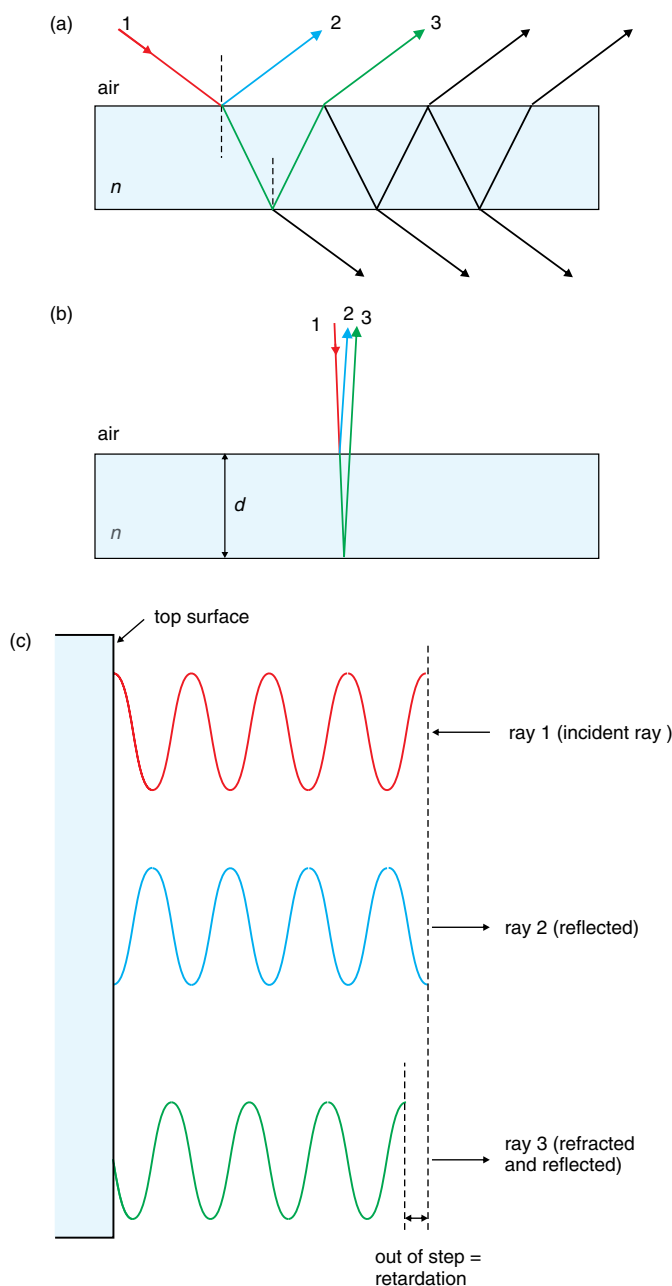 (a)
1
2
3
air
n
(b)
1
2
3
air
d
n
(c)
top surface
ray 1 (incident ray )
ray 2 (reflected)
ray 3 (refracted
and reflected)
out of step =
retardation